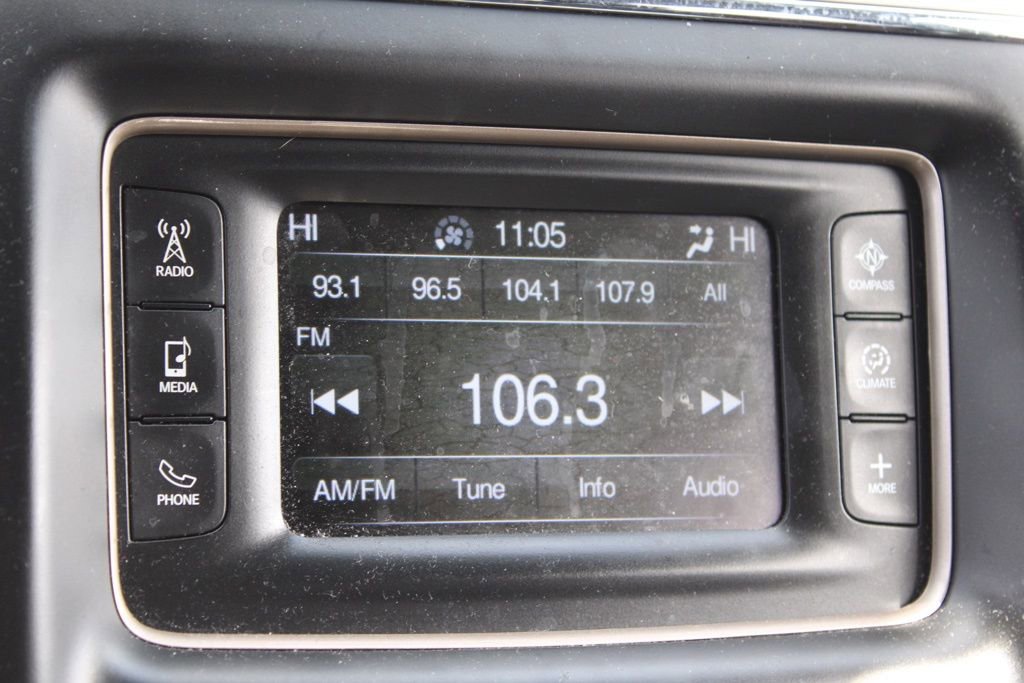 HI 11:05 HI
93.1 96.5 104.1 107.9 All
FM
106.3
AM/FM Tune Info Audio
RADIO
MEDIA
PHONE
N
COMPASS
CLIMATE
MORE